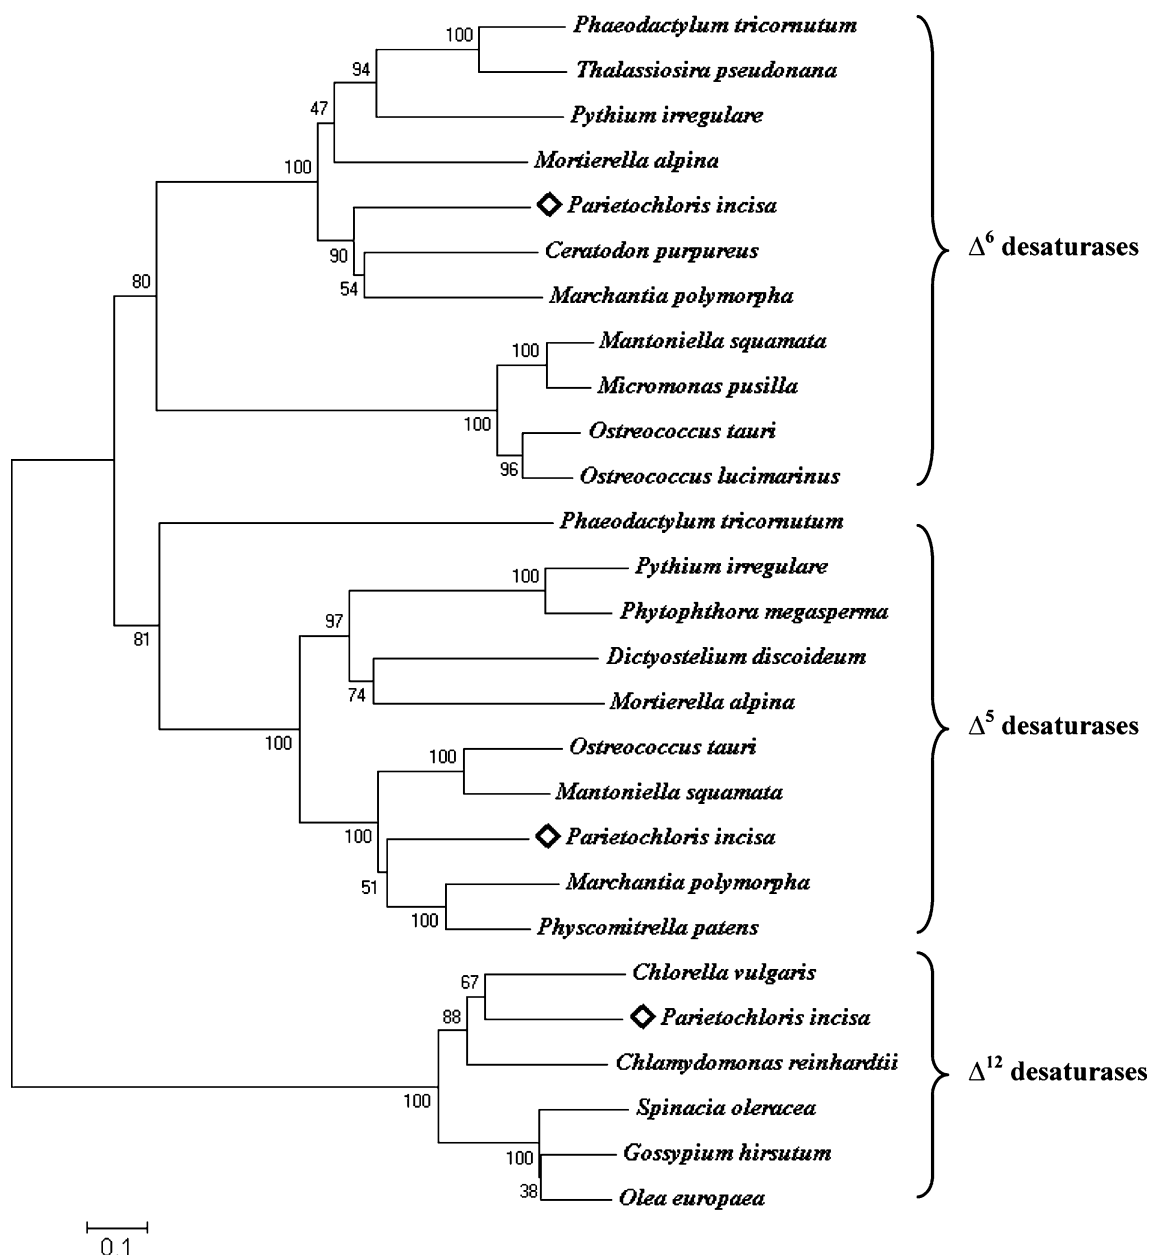 Phaeodactylum tricornutum
100
Thalassiosira pseudonana
94
Pythium irregulare
47
Mortierella alpina
100
Parietochloris incisa
90
Ceratodon purpureus
54
Marchantia polymorpha
Δ6 desaturases
80
Mantoniella squamata
100
Micromonas pusilla
100
Ostreococcus tauri
96
Ostreococcus lucimarinus
Phaeodactylum tricornutum
81
Pythium irregulare
100
Phytophthora megasperma
97
Dictyostelium discoideum
74
Mortierella alpina
100
Δ5 desaturases
Ostreococcus tauri
100
Mantoniella squamata
100
Parietochloris incisa
51
Marchantia polymorpha
100
Physcomitrella patens
Chlorella vulgaris
67
Parietochloris incisa
88
Chlamydomonas reinhardtii
Δ12 desaturases
100
Spinacia oleracea
100
Gossypium hirsutum
38
Olea europaea
0.1